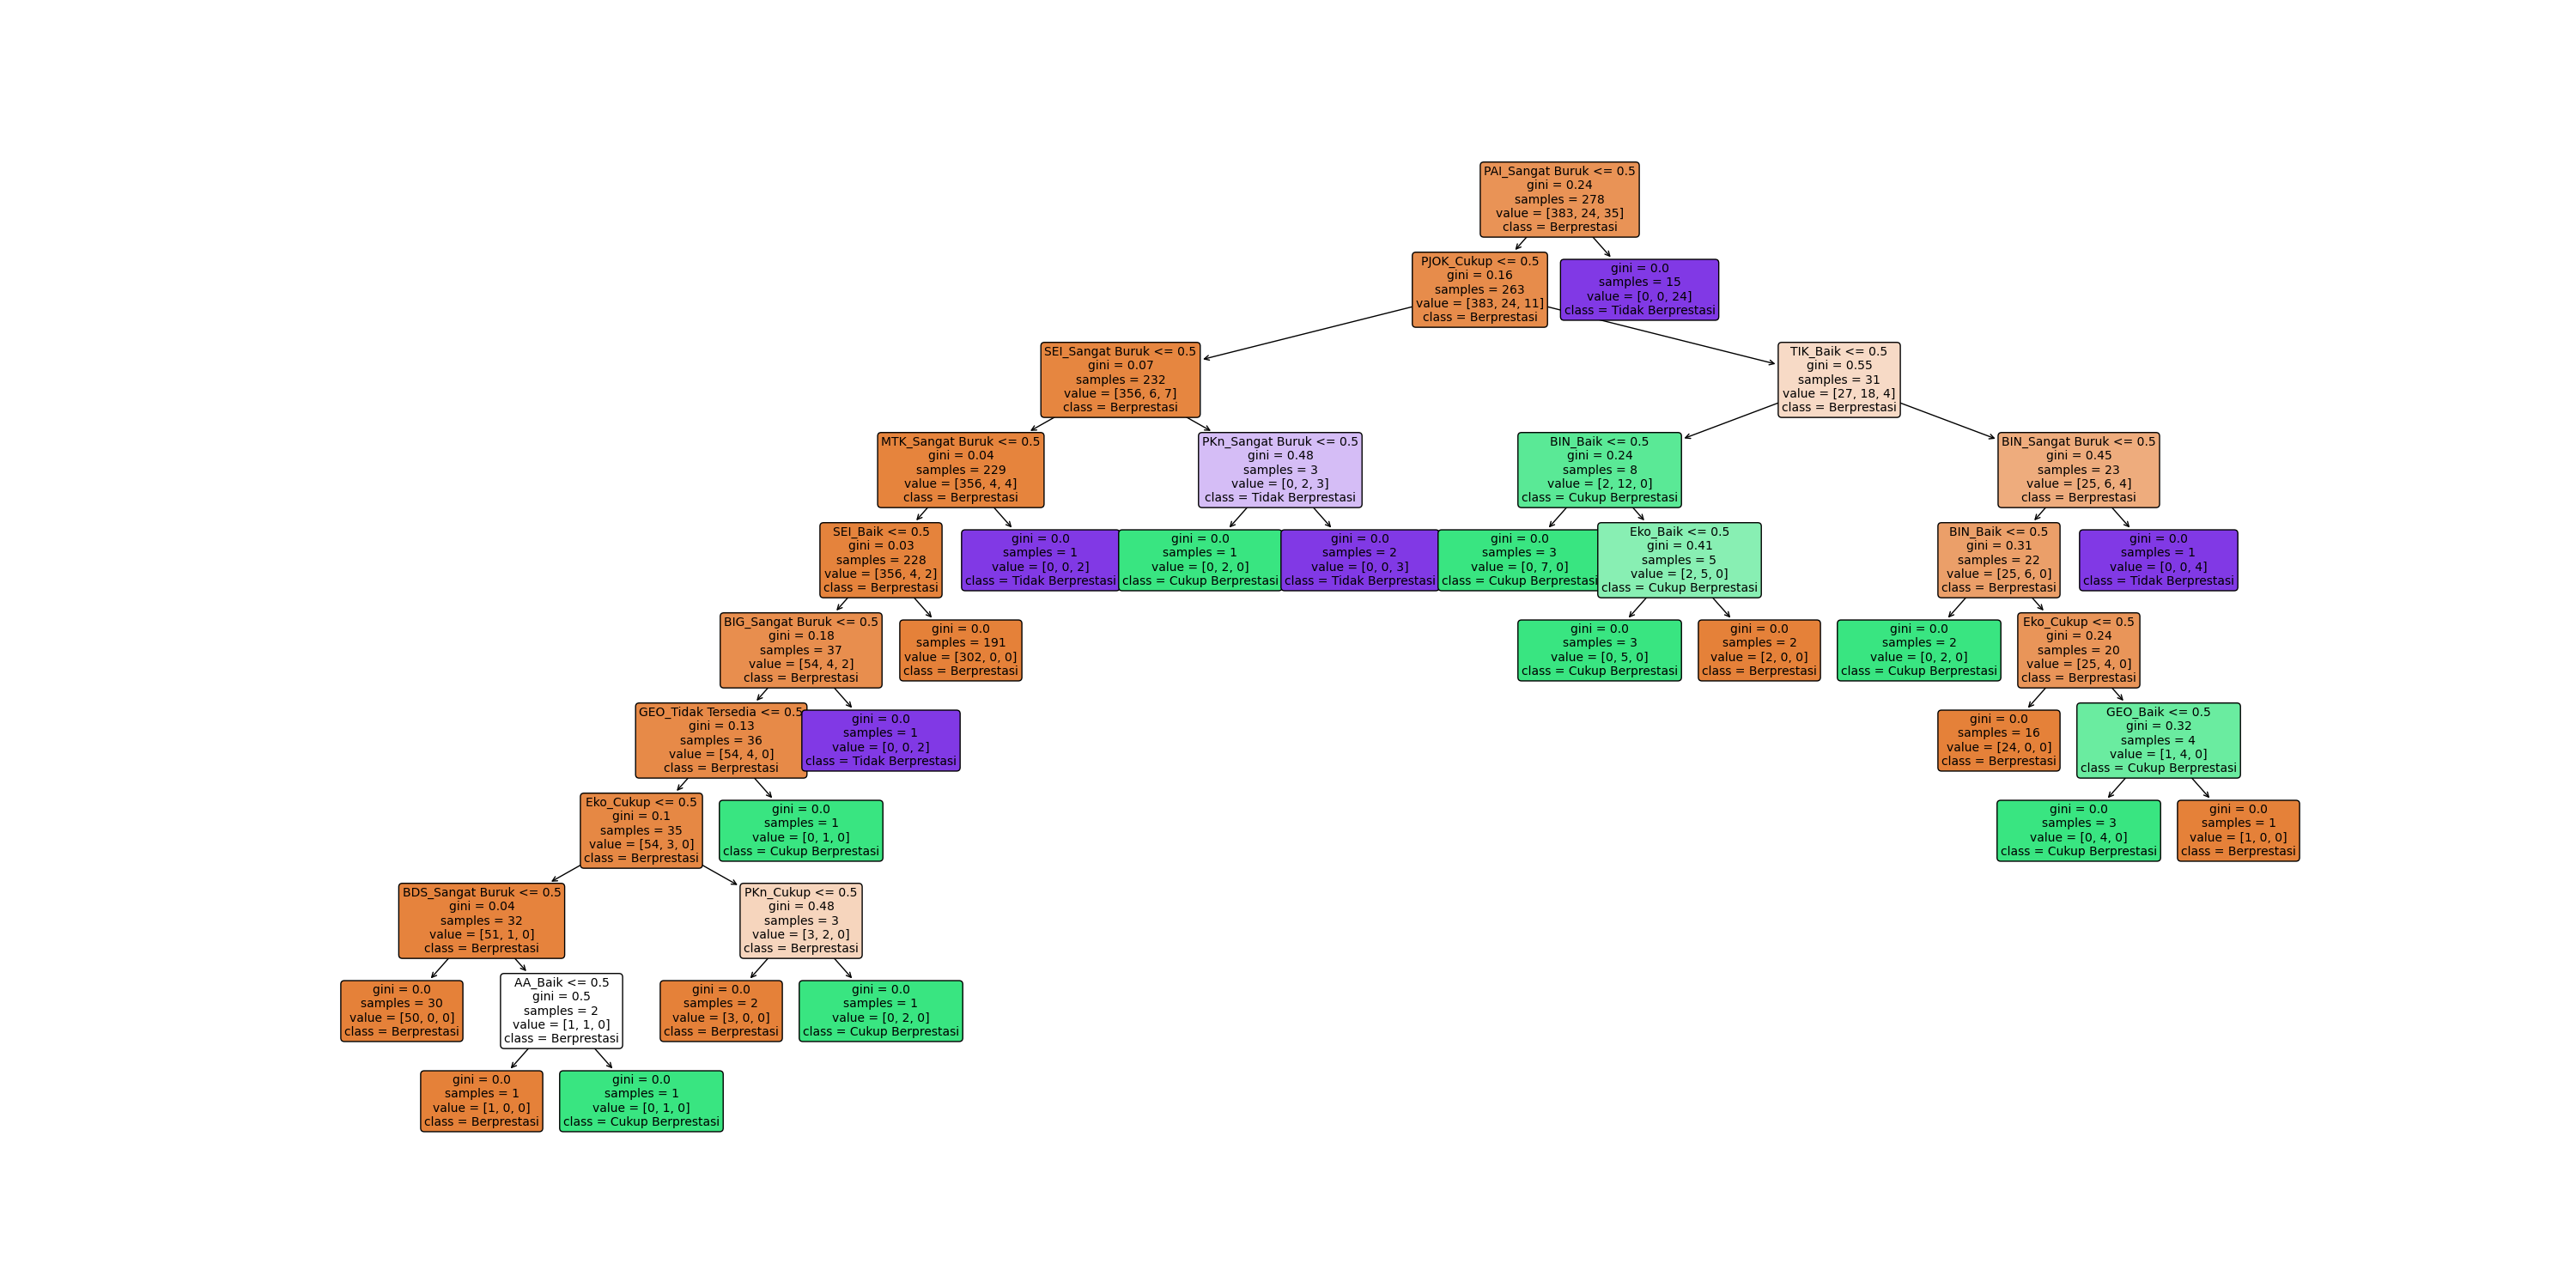 PAI_Sangat Buruk <= 0.5
gini = 0.24
samples = 278
value = [383, 24, 35]
class = Berprestasi
PJOK_Cukup <= 0.5
gini = 0.16
samples = 263
value = [383, 24, 11]
class = Berprestasi
gini = 0.0
samples = 15
value = [0, 0, 24]
class = Tidak Berprestasi
SEI_Sangat Buruk <= 0.5
gini = 0.07
samples = 232
value = [356, 6, 7]
class = Berprestasi
TIK_Baik <= 0.5
gini = 0.55
samples = 31
value = [27, 18, 4]
class = Berprestasi
MTK_Sangat Buruk <= 0.5
gini = 0.04
samples = 229
value = [356, 4, 4]
class = Berprestasi
PKn_Sangat Buruk <= 0.5
gini = 0.48
samples = 3
value = [0, 2, 3]
class = Tidak Berprestasi
BIN_Baik <= 0.5
gini = 0.24
samples = 8
value = [2, 12, 0]
class = Cukup Berprestasi
BIN_Sangat Buruk <= 0.5
gini = 0.45
samples = 23
value = [25, 6, 4]
class = Berprestasi
SEI_Baik <= 0.5
gini = 0.03
samples = 228
value = [356, 4, 2]
class = Berprestasi
gini = 0.0
samples = 1
value = [0, 0, 2]
class = Tidak Berprestasi
gini = 0.0
samples = 1
value = [0, 2, 0]
class = Cukup Berprestasi
gini = 0.0
samples = 2
value = [0, 0, 3]
class = Tidak Berprestasi
gini = 0.0
samples = 3
value = [0, 7, 0]
class = Cukup Berprestasi
Eko_Baik <= 0.5
gini = 0.41
samples = 5
value = [2, 5, 0]
class = Cukup Berprestasi
BIN_Baik <= 0.5
gini = 0.31
samples = 22
value = [25, 6, 0]
class = Berprestasi
gini = 0.0
samples = 1
value = [0, 0, 4]
class = Tidak Berprestasi
BIG_Sangat Buruk <= 0.5
gini = 0.18
samples = 37
value = [54, 4, 2]
class = Berprestasi
gini = 0.0
samples = 191
value = [302, 0, 0]
class = Berprestasi
gini = 0.0
samples = 3
value = [0, 5, 0]
class = Cukup Berprestasi
gini = 0.0
samples = 2
value = [2, 0, 0]
class = Berprestasi
gini = 0.0
samples = 2
value = [0, 2, 0]
class = Cukup Berprestasi
Eko_Cukup <= 0.5
gini = 0.24
samples = 20
value = [25, 4, 0]
class = Berprestasi
GEO_Tidak Tersedia <= 0.5
gini = 0.13
samples = 36
value = [54, 4, 0]
class = Berprestasi
gini = 0.0
samples = 1
value = [0, 0, 2]
class = Tidak Berprestasi
gini = 0.0
samples = 16
value = [24, 0, 0]
class = Berprestasi
GEO_Baik <= 0.5
gini = 0.32
samples = 4
value = [1, 4, 0]
class = Cukup Berprestasi
Eko_Cukup <= 0.5
gini = 0.1
samples = 35
value = [54, 3, 0]
class = Berprestasi
gini = 0.0
samples = 1
value = [0, 1, 0]
class = Cukup Berprestasi
gini = 0.0
samples = 3
value = [0, 4, 0]
class = Cukup Berprestasi
gini = 0.0
samples = 1
value = [1, 0, 0]
class = Berprestasi
BDS_Sangat Buruk <= 0.5
gini = 0.04
samples = 32
value = [51, 1, 0]
class = Berprestasi
PKn_Cukup <= 0.5
gini = 0.48
samples = 3
value = [3, 2, 0]
class = Berprestasi
gini = 0.0
samples = 30
value = [50, 0, 0]
class = Berprestasi
AA_Baik <= 0.5
gini = 0.5
samples = 2
value = [1, 1, 0]
class = Berprestasi
gini = 0.0
samples = 2
value = [3, 0, 0]
class = Berprestasi
gini = 0.0
samples = 1
value = [0, 2, 0]
class = Cukup Berprestasi
gini = 0.0
samples = 1
value = [1, 0, 0]
class = Berprestasi
gini = 0.0
samples = 1
value = [0, 1, 0]
class = Cukup Berprestasi